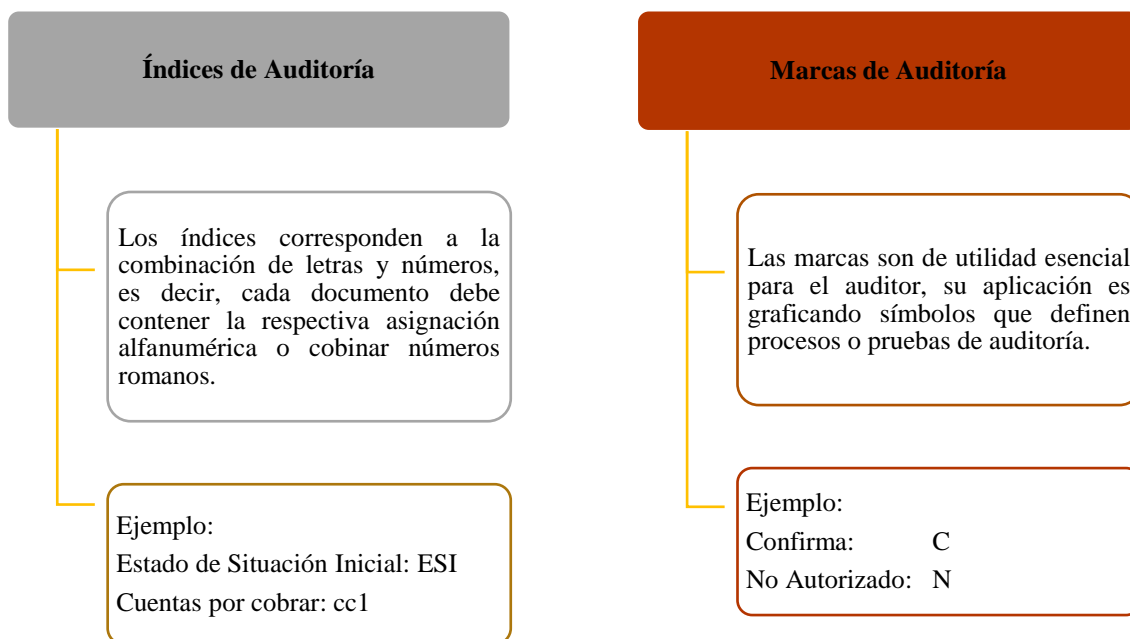 Índices de Auditoría
Los índices corresponden a la
combinación de letras y números,
es decir, cada documento debe
contener la respectiva asignación
alfanumérica o cobinar números
romanos.
Ejemplo:
Estado de Situación Inicial: ESI
Cuentas por cobrar: cc1
Marcas de Auditoría
Las marcas son de utilidad esencial
para el auditor, su aplicación es
graficando símbolos que definen
procesos o pruebas de auditoría.
Ejemplo:
Confirma: C
No Autorizado: N